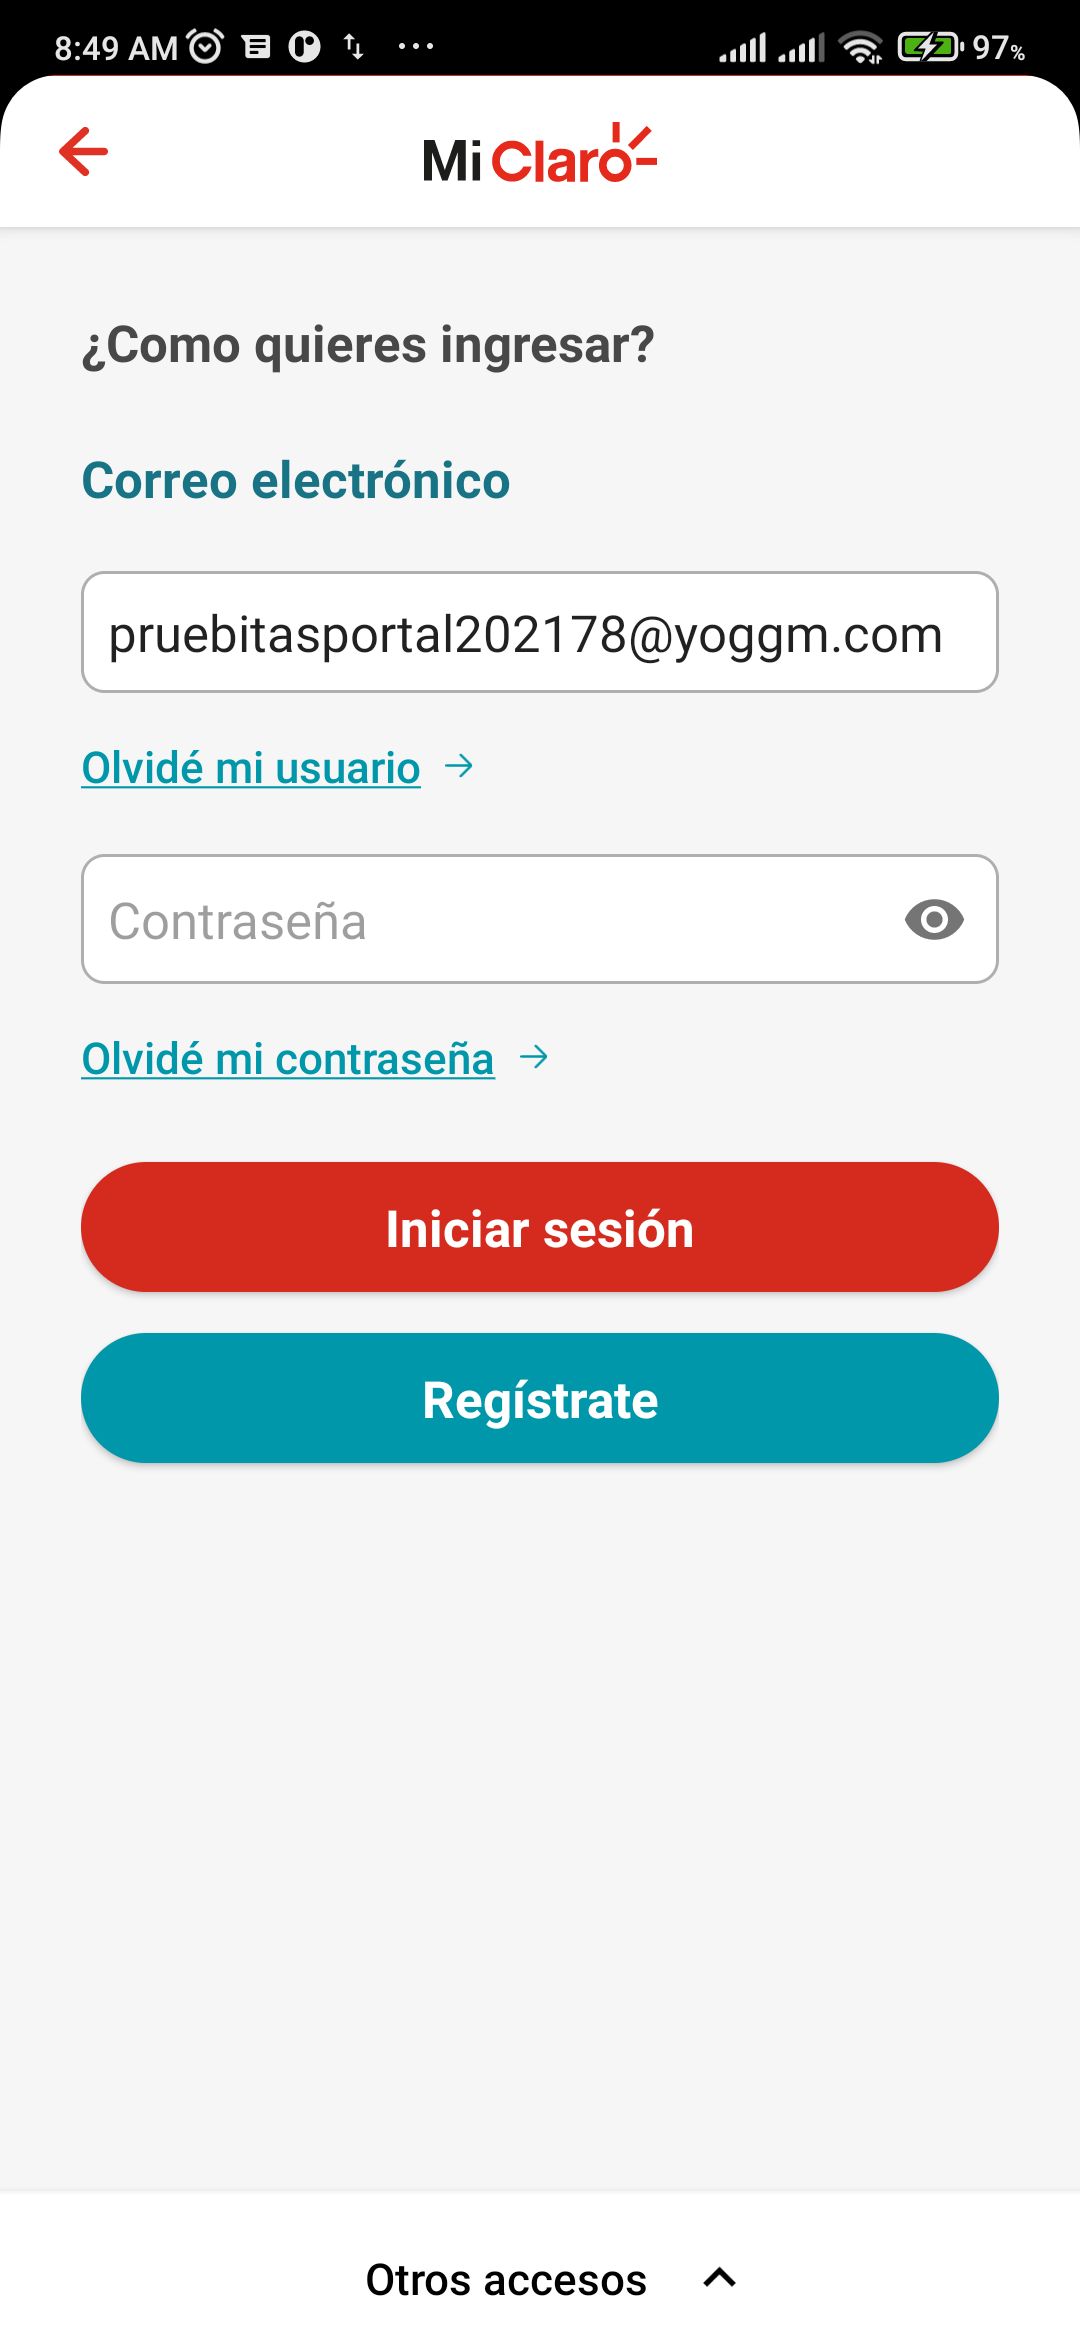 8:49 AM ... 97%
Mi Claro
¿Como quieres ingresar?
Correo electrónico
pruebitasportal202178@yoggm.com
Olvidé mi usuario →
Contraseña
Olvidé mi contraseña →
Iniciar sesión
Regístrate
Otros accesos